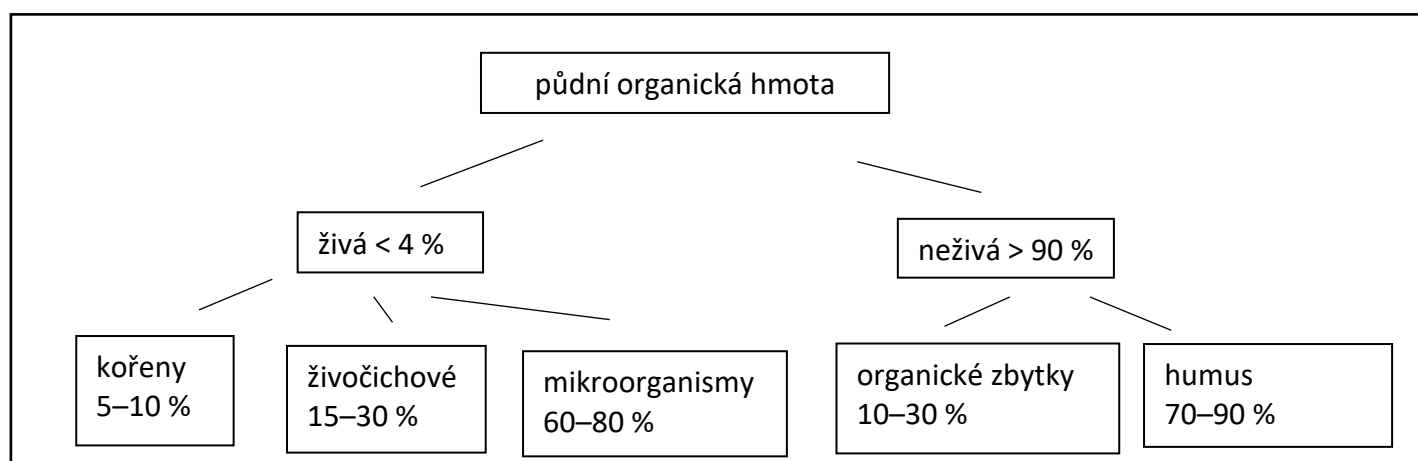 půdní organická hmota
živá < 4 %
neživá > 90 %
kořeny
5–10 %
živočichové
15–30 %
mikroorganismy
60–80 %
organické zbytky
10–30 %
humus
70–90 %